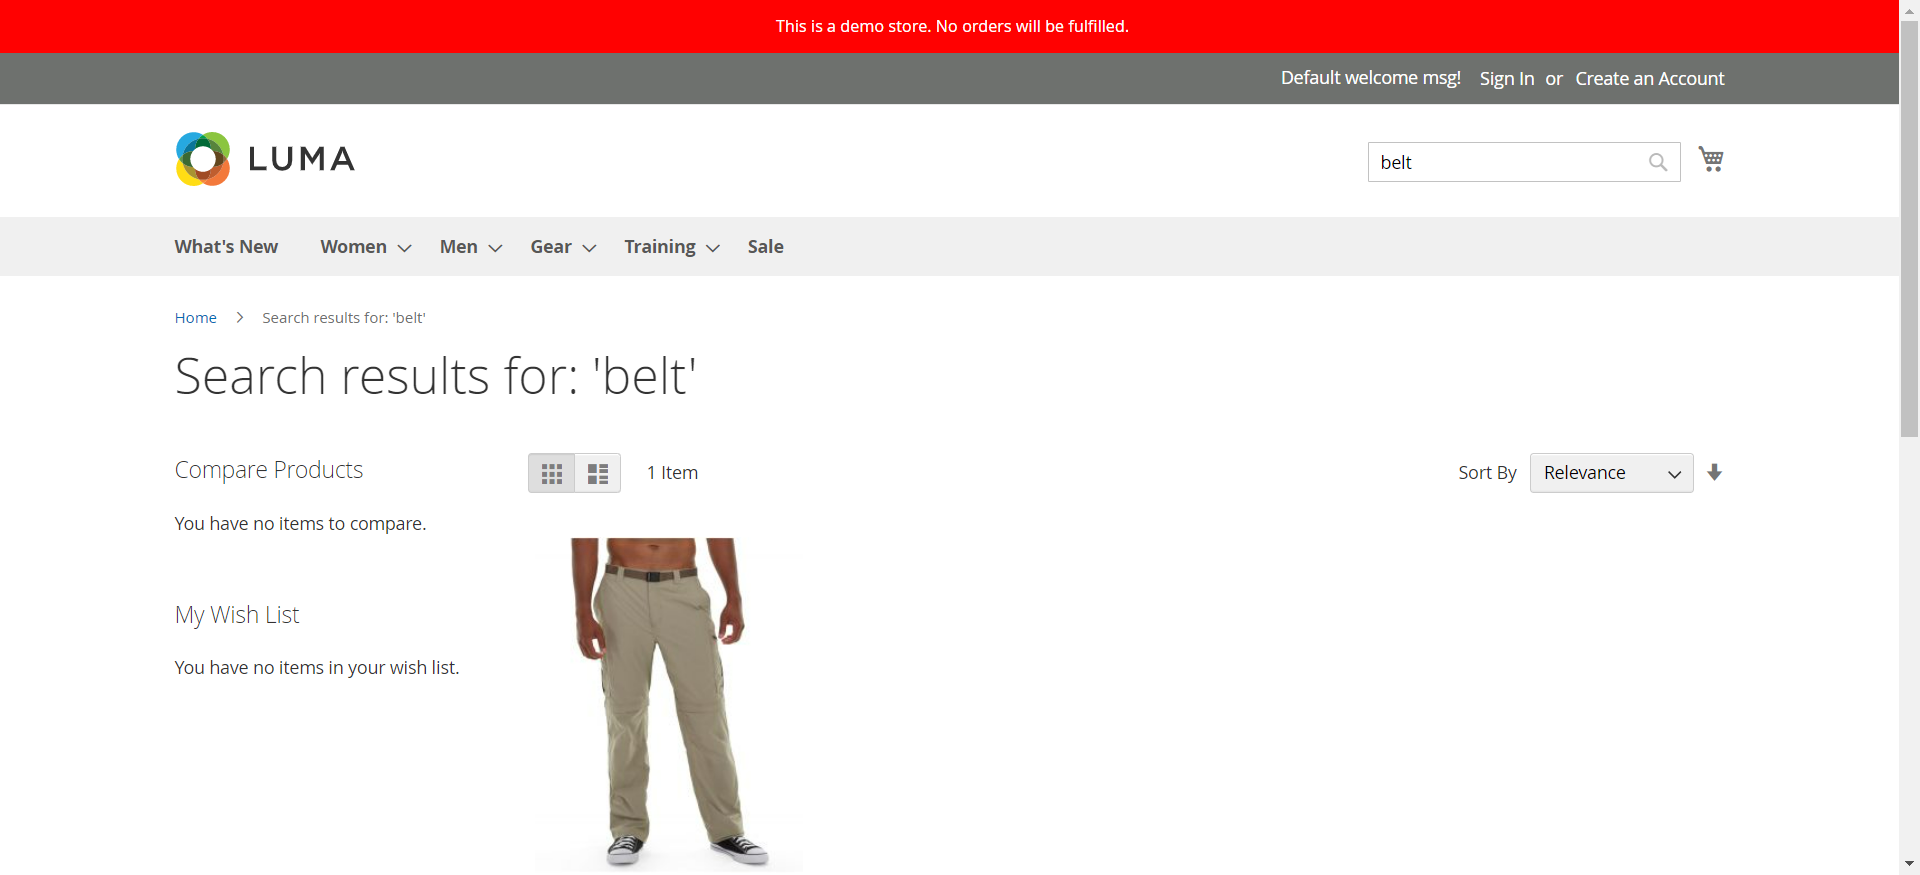 This is a demo store. No orders will be fulfilled.
Default welcome msg! Sign In or Create an Account
LUMA
belt
What's New Women Men Gear Training Sale
Home Search results for: 'belt'
Search results for: 'belt'
Compare Products
1 Item
Sort By Relevance
You have no items to compare.
My Wish List
You have no items in your wish list.